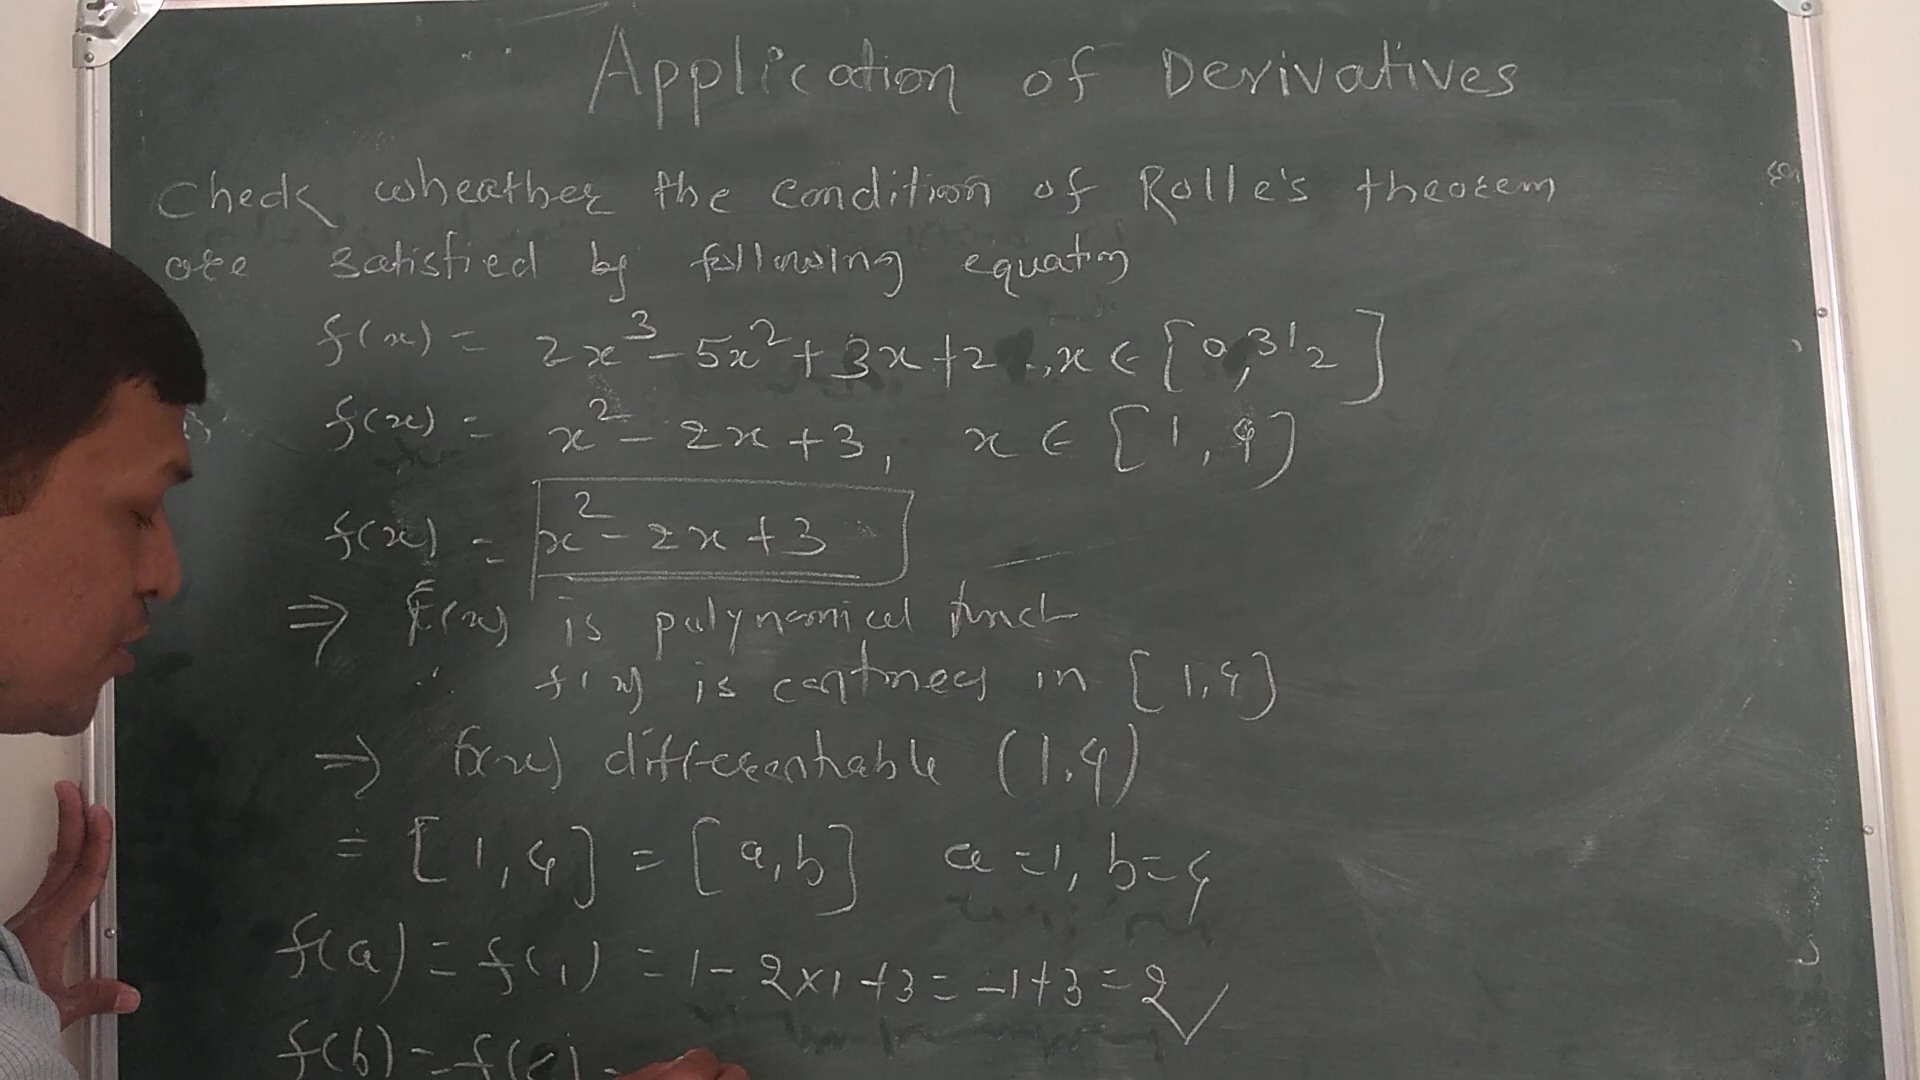 Application of Derivatives
Check wheather the condition of Rolle's theorem
are satisfied by following equation
f(x) = 2x³ - 5x² + 3x + 2, x ∈ [0, 3/2]
f(x) = x² - 2x + 3, x ∈ [1, 4]
f(x) = x² - 2x + 3
⇒ f(x) is polynomical funct
∴ f(x) is continees in [1, 4]
⇒ f(x) differentiable (1, 4)
= [1, 4] = [a, b] a = 1, b = 4
f(a) = f(1) = 1 - 2×1 + 3 = -1 + 3 = 2 ✓
f(b) = f(